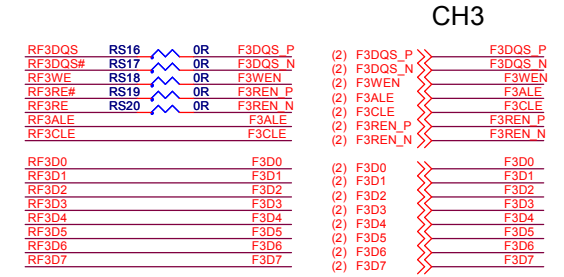 CH3
RF3DQS RS16 0R F3DQS_P
RF3DQS# RS17 0R F3DQS_N
RF3WE RS18 0R F3WEN
RF3RE# RS19 0R F3REN_P
RF3RE RS20 0R F3REN_N
RF3ALE F3ALE
RF3CLE F3CLE
RF3D0 F3D0
RF3D1 F3D1
RF3D2 F3D2
RF3D3 F3D3
RF3D4 F3D4
RF3D5 F3D5
RF3D6 F3D6
RF3D7 F3D7
(2) F3DQS_P F3DQS_P
(2) F3DQS_N F3DQS_N
(2) F3WEN F3WEN
(2) F3ALE F3ALE
(2) F3CLE F3CLE
(2) F3REN_P F3REN_P
(2) F3REN_N F3REN_N
(2) F3D0 F3D0
(2) F3D1 F3D1
(2) F3D2 F3D2
(2) F3D3 F3D3
(2) F3D4 F3D4
(2) F3D5 F3D5
(2) F3D6 F3D6
(2) F3D7 F3D7